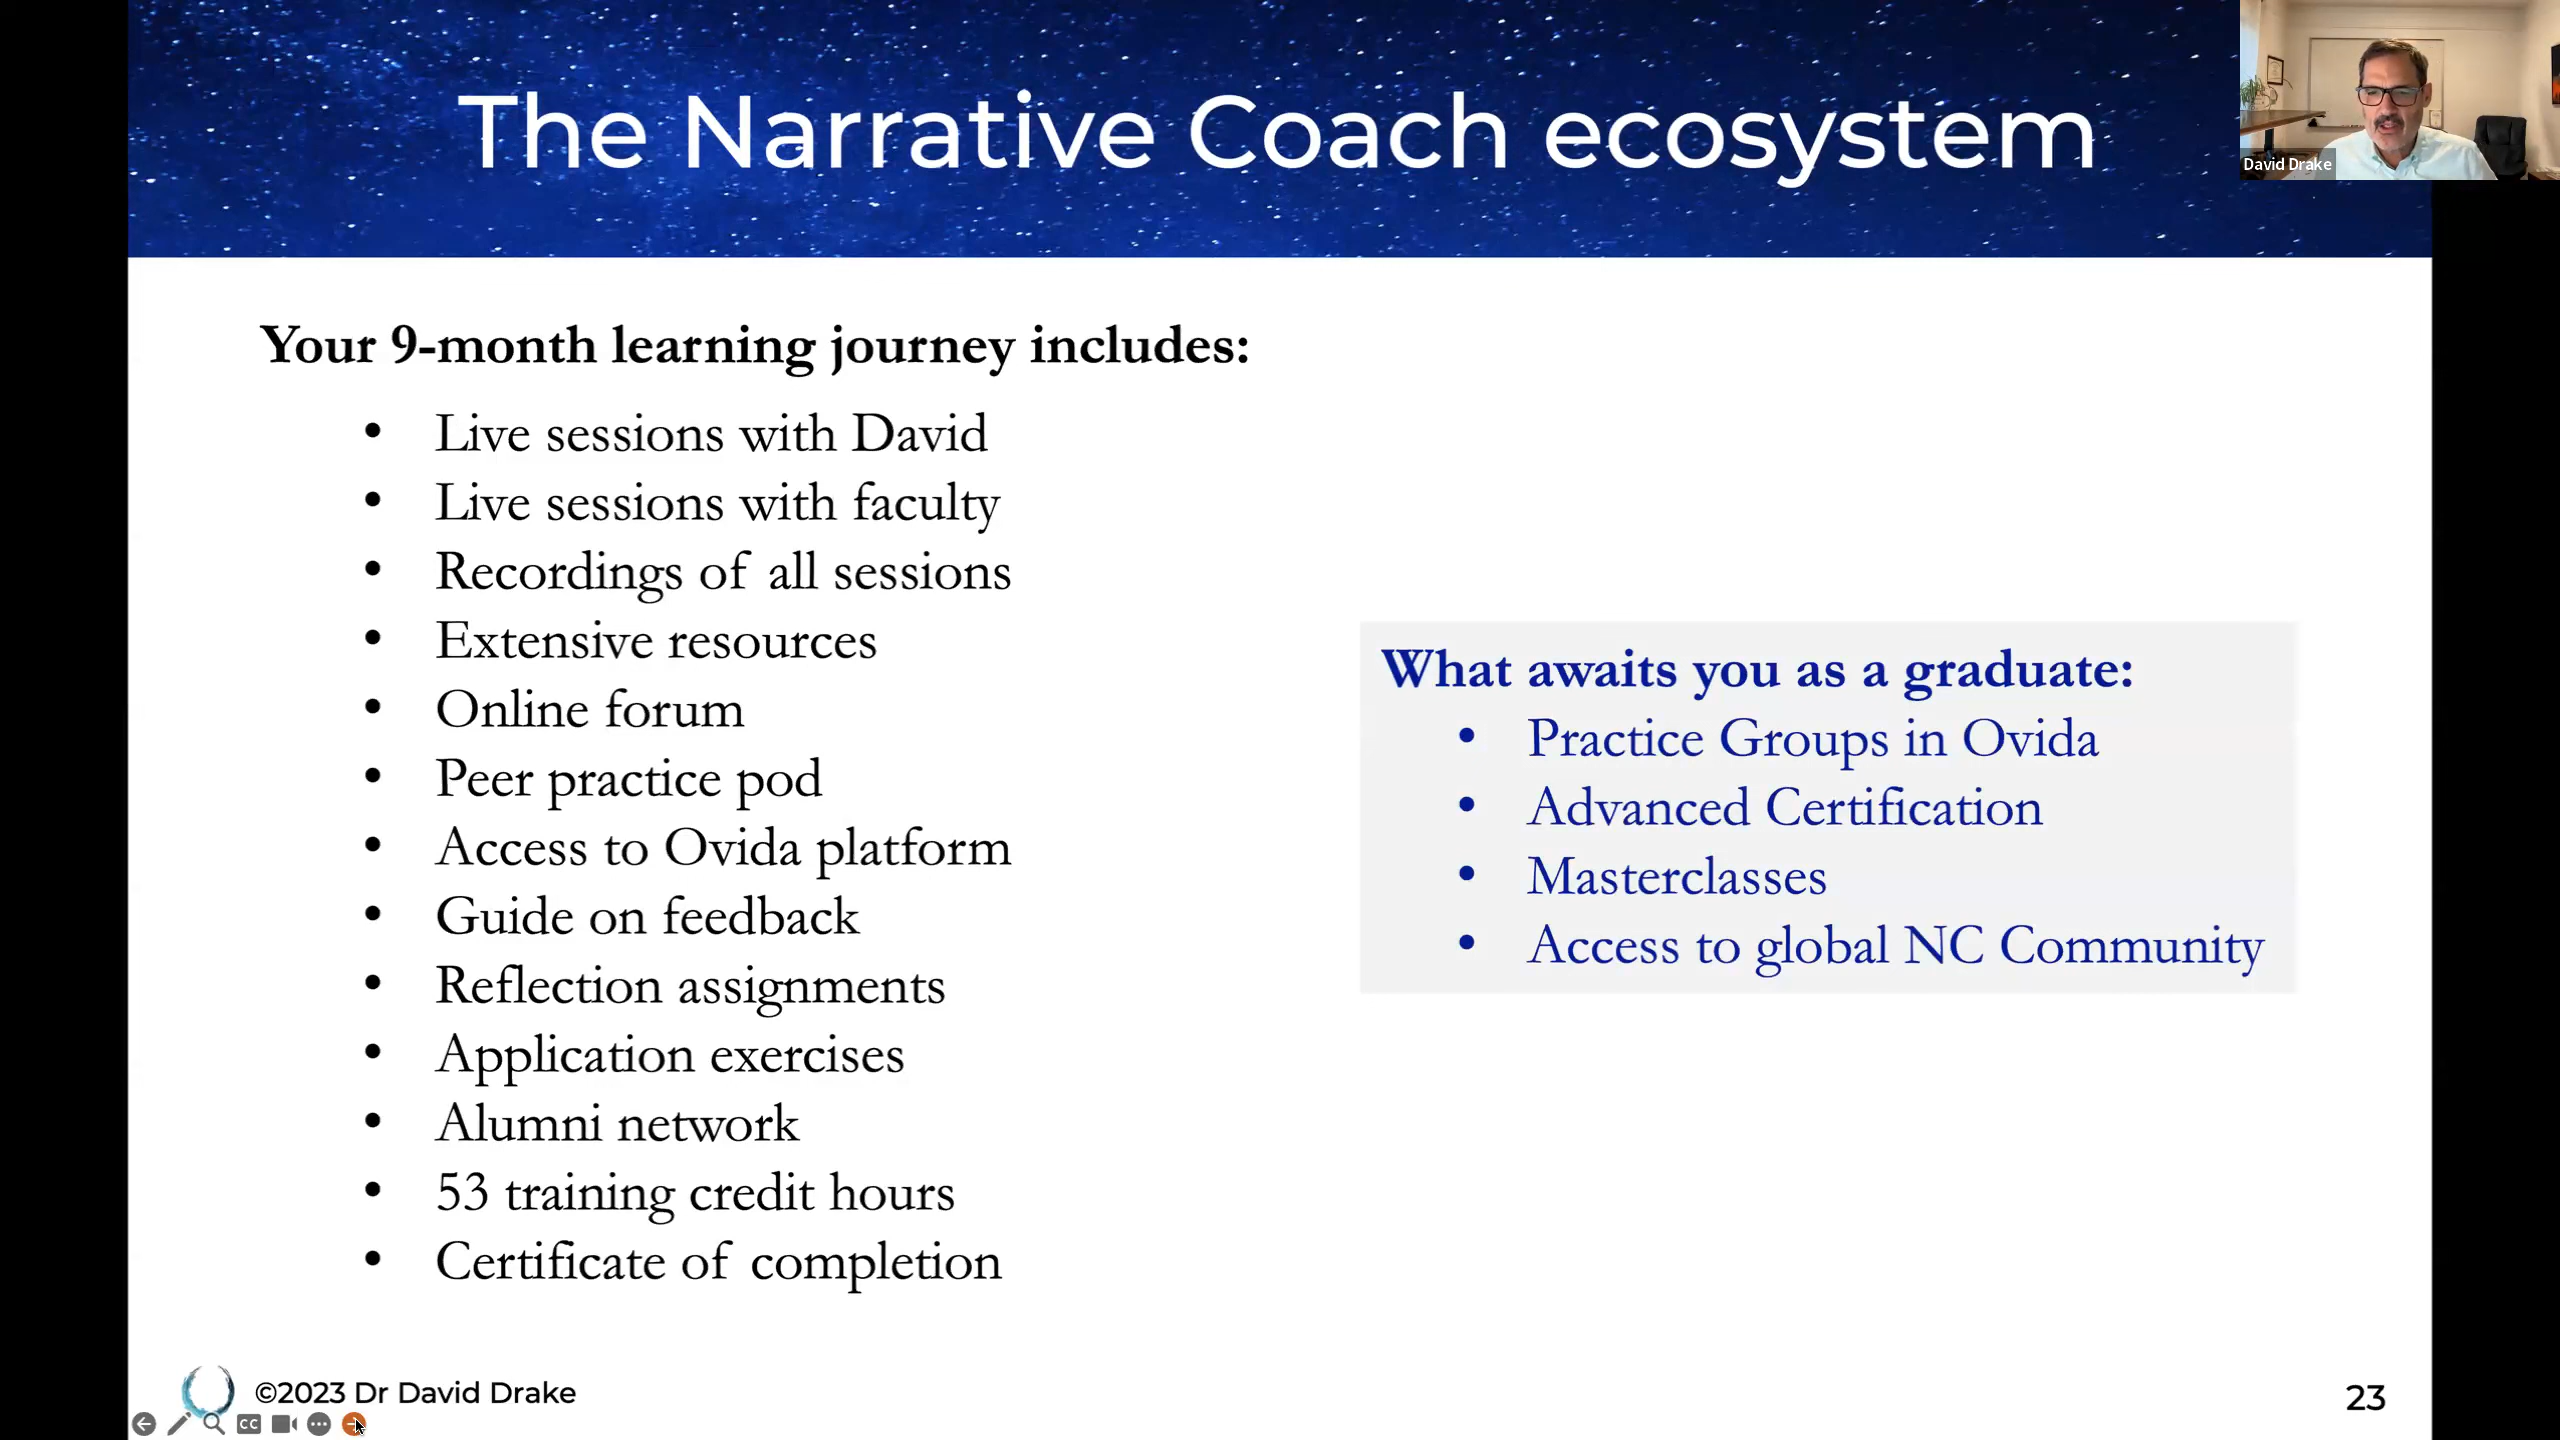 The Narrative Coach ecosystem
David Drake
Your 9-month learning journey includes:
• Live sessions with David
• Live sessions with faculty
• Recordings of all sessions
• Extensive resources
• Online forum
• Peer practice pod
• Access to Ovida platform
• Guide on feedback
• Reflection assignments
• Application exercises
• Alumni network
• 53 training credit hours
• Certificate of completion
What awaits you as a graduate:
• Practice Groups in Ovida
• Advanced Certification
• Masterclasses
• Access to global NC Community
©2023 Dr David Drake
23
CC